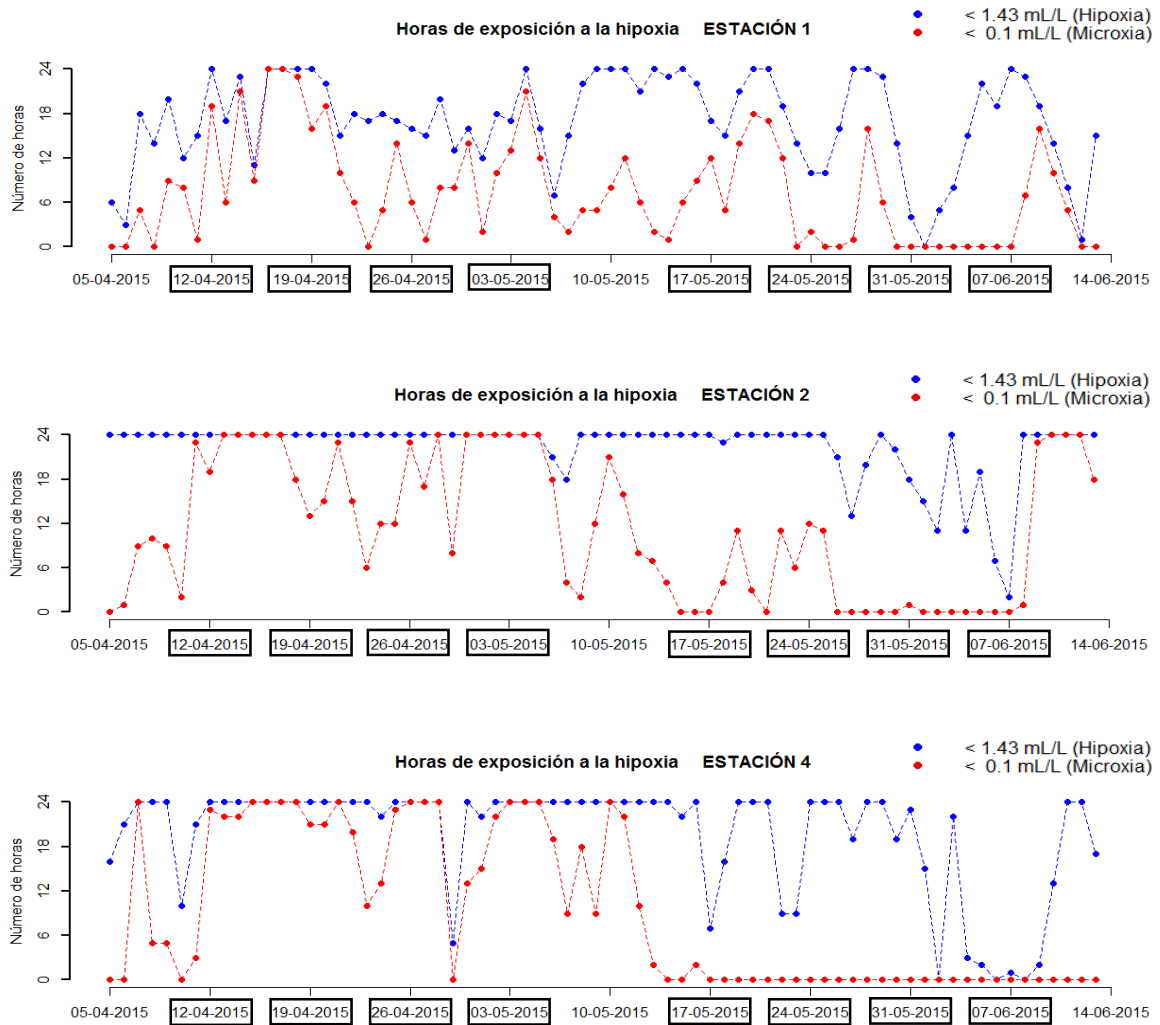 Horas de exposición a la hipoxia ESTACIÓN 1
< 1.43 mL/L (Hipoxia)
< 0.1 mL/L (Microxia)
Número de horas
24
18
12
6
0
05-04-2015 12-04-2015 19-04-2015 26-04-2015 03-05-2015 10-05-2015 17-05-2015 24-05-2015 31-05-2015 07-06-2015 14-06-2015
Horas de exposición a la hipoxia ESTACIÓN 2
< 1.43 mL/L (Hipoxia)
< 0.1 mL/L (Microxia)
Número de horas
24
18
12
6
0
05-04-2015 12-04-2015 19-04-2015 26-04-2015 03-05-2015 10-05-2015 17-05-2015 24-05-2015 31-05-2015 07-06-2015 14-06-2015
Horas de exposición a la hipoxia ESTACIÓN 4
< 1.43 mL/L (Hipoxia)
< 0.1 mL/L (Microxia)
Número de horas
24
18
12
6
0
05-04-2015 12-04-2015 19-04-2015 26-04-2015 03-05-2015 10-05-2015 17-05-2015 24-05-2015 31-05-2015 07-06-2015 14-06-2015